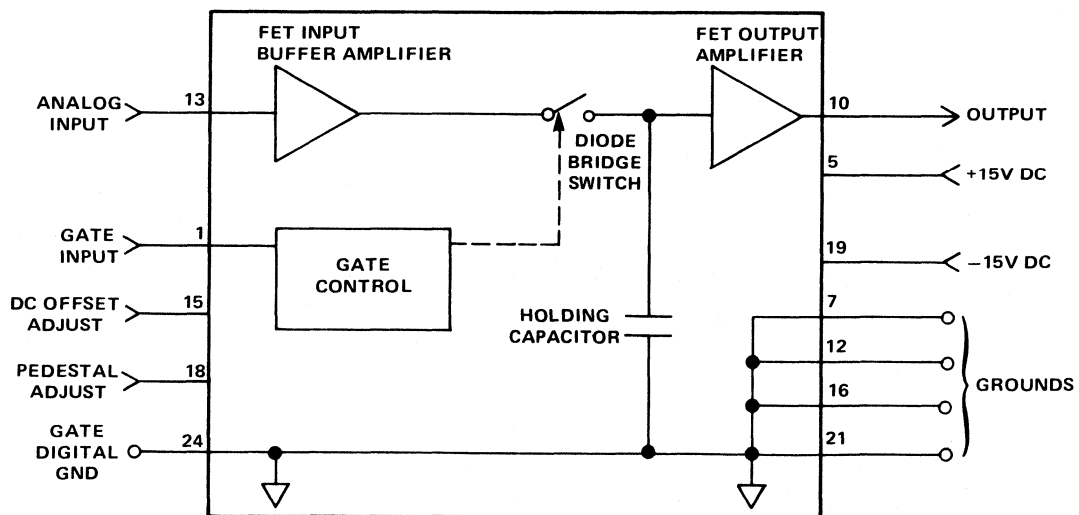 FET INPUT
BUFFER AMPLIFIER
FET OUTPUT
AMPLIFIER
ANALOG
INPUT
13
10
OUTPUT
DIODE
BRIDGE
SWITCH
5
+15V DC
GATE
INPUT
1
GATE
CONTROL
19
−15V DC
DC OFFSET
ADJUST
15
HOLDING
CAPACITOR
7
12
16
21
GROUNDS
PEDESTAL
ADJUST
18
GATE
DIGITAL
GND
24